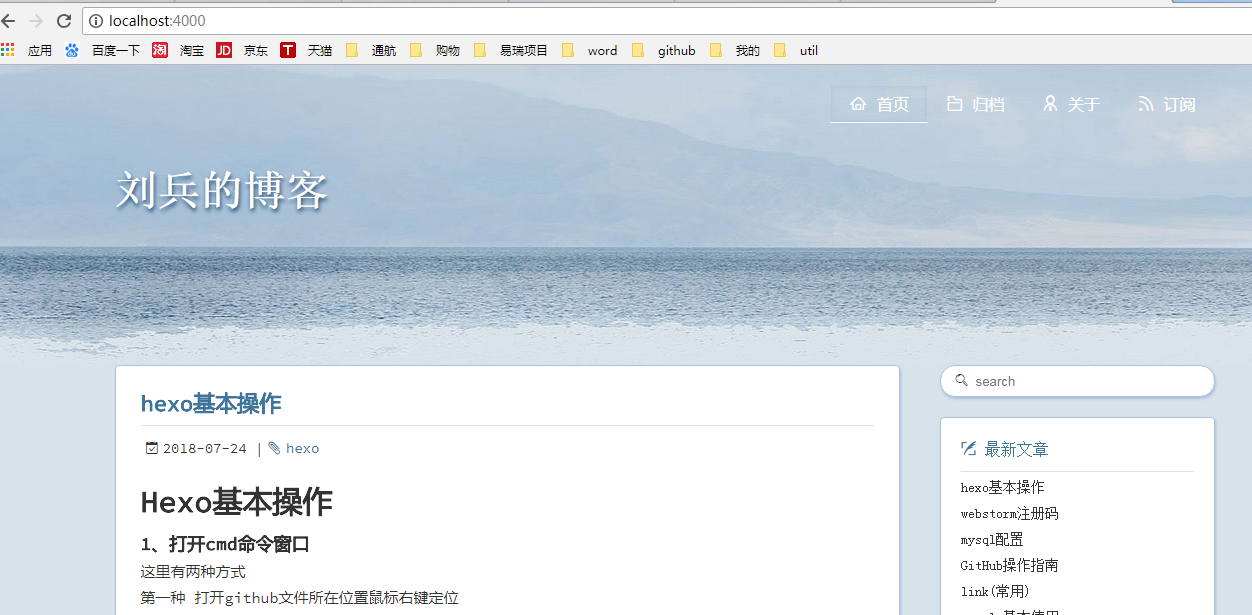 localhost:4000
应用 百度一下 淘 淘宝 JD 京东 T 天猫 通航 购物 易瑞项目 word github 我的 util
首页 归档 关于 订阅
刘兵的博客
hexo基本操作
2018-07-24 | hexo
Hexo基本操作
1、打开cmd命令窗口
这里有两种方式
第一种 打开github文件所在位置鼠标右键定位
search
最新文章
hexo基本操作
webstorm注册码
mysql配置
GitHub操作指南
link(常用)